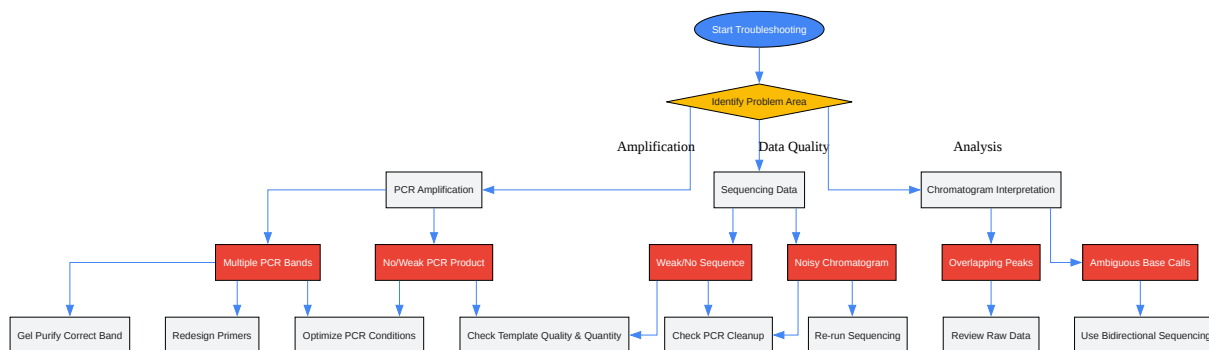 Start Troubleshooting
Identify Problem Area
Amplification
Data Quality
Analysis
PCR Amplification
Sequencing Data
Chromatogram Interpretation
Multiple PCR Bands
No/Weak PCR Product
Weak/No Sequence
Noisy Chromatogram
Overlapping Peaks
Ambiguous Base Calls
Gel Purify Correct Band
Redesign Primers
Optimize PCR Conditions
Check Template Quality & Quantity
Check PCR Cleanup
Re-run Sequencing
Review Raw Data
Use Bidirectional Sequencing